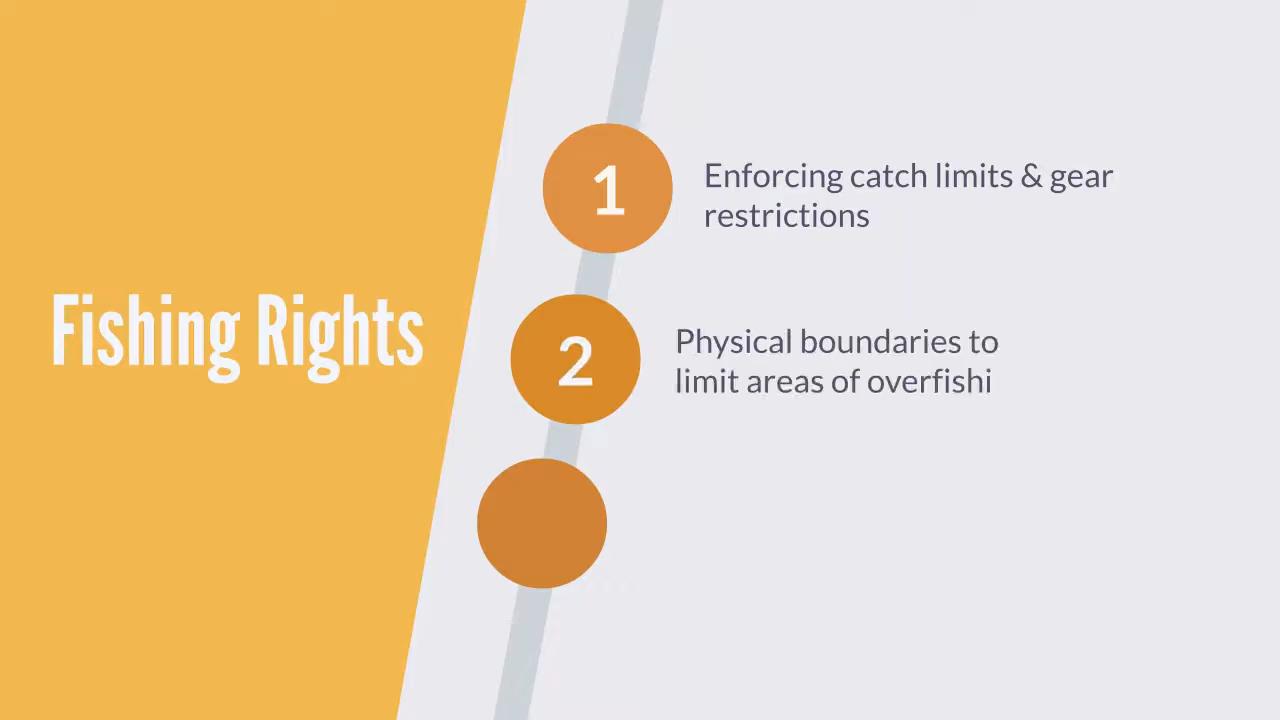 Fishing Rights
1
Enforcing catch limits & gear
restrictions
2
Physical boundaries to
limit areas of overfishi